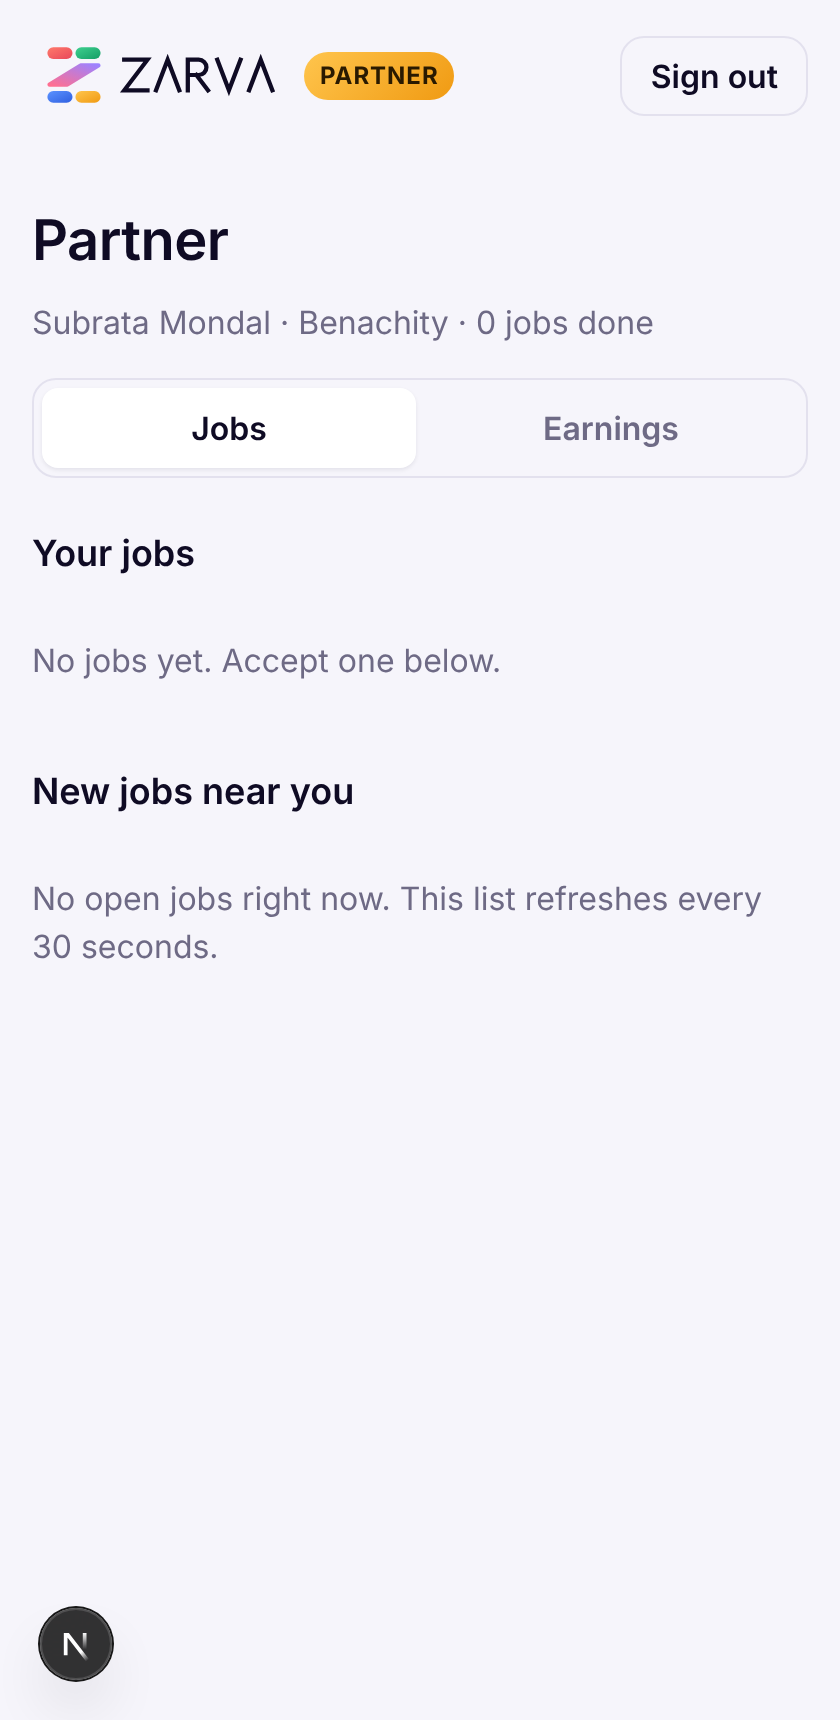 ZARVA PARTNER Sign out
Partner
Subrata Mondal · Benachity · 0 jobs done
Jobs Earnings
Your jobs
No jobs yet. Accept one below.
New jobs near you
No open jobs right now. This list refreshes every
30 seconds.
N